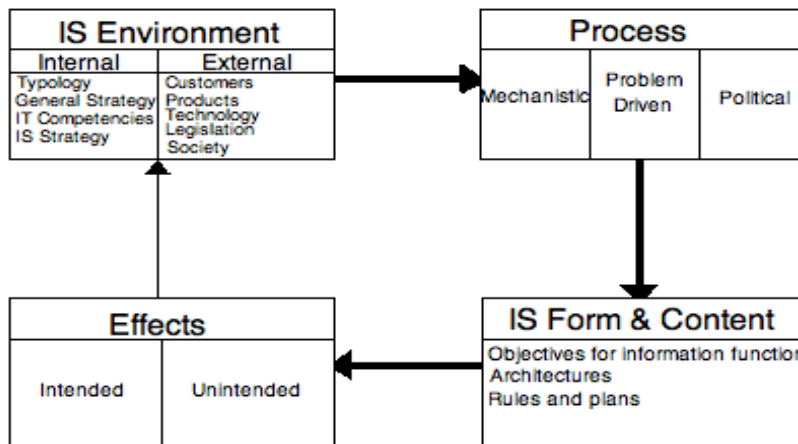 IS Environment
Internal
External
Typology
General Strategy
IT Competencies
IS Strategy
Customers
Products
Technology
Legislation
Society
Process
Mechanistic
Problem
Driven
Political
Effects
Intended
Unintended
IS Form & Content
Objectives for information function
Architectures
Rules and plans